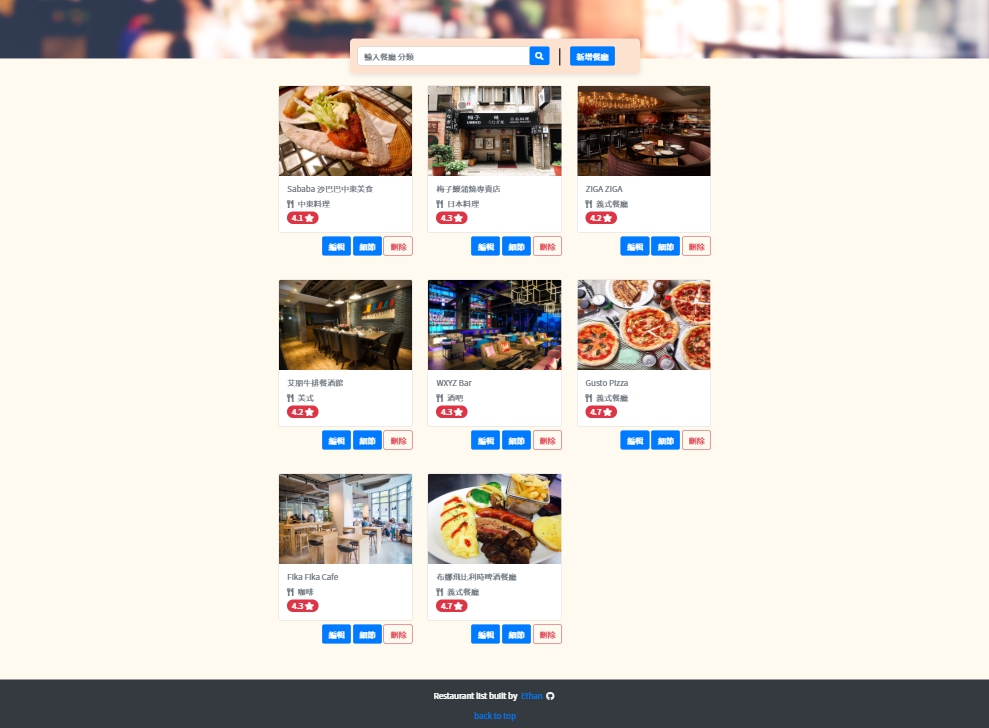 輸入餐廳 分類
新增餐廳
Sababa 沙巴巴中東美食
中東料理
4.1
編輯 細節 刪除
梅子鰻蒲燒專賣店
日本料理
4.3
編輯 細節 刪除
ZIGA ZIGA
義式餐廳
4.2
編輯 細節 刪除
艾朋牛排餐酒館
美式
4.2
編輯 細節 刪除
WXYZ Bar
酒吧
4.3
編輯 細節 刪除
Gusto Pizza
義式餐廳
4.7
編輯 細節 刪除
Fika Fika Cafe
咖啡
4.3
編輯 細節 刪除
布娜飛比利時啤酒餐廳
義式餐廳
4.7
編輯 細節 刪除
Restaurant list built by Ethan
back to top